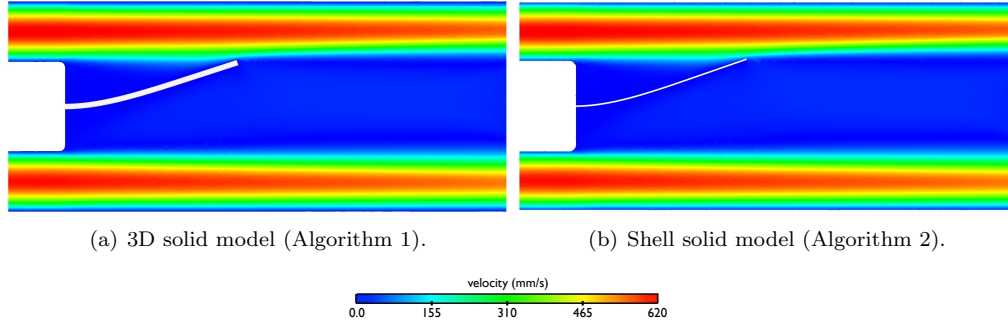 (a) 3D solid model (Algorithm 1).
(b) Shell solid model (Algorithm 2).
velocity (mm/s)
0.0 155 310 465 620